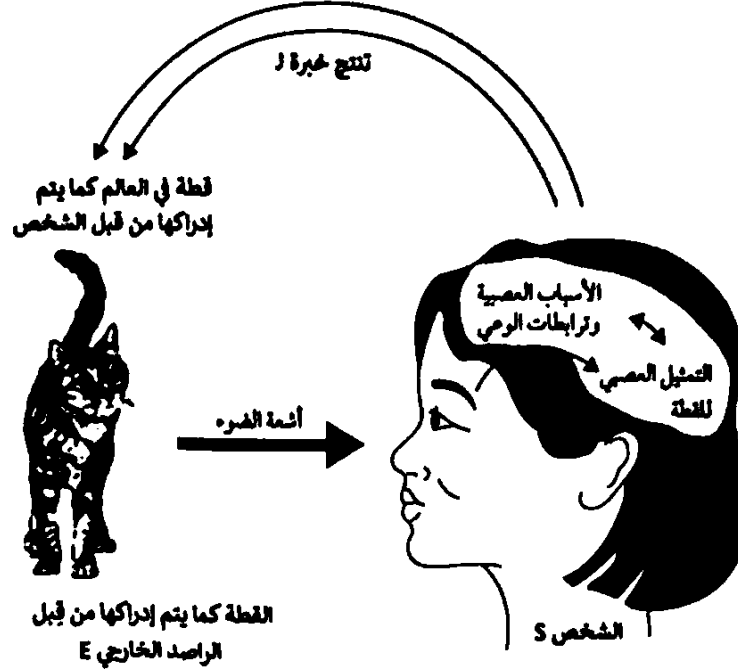 تنتج خبرة لـ
قطة في العالم كما يتم
إدراكها من قبل الشخص
الأسباب العصبية
وترابطات الوعي
التمثيل العصبي
للقطة
أشعة الضوء
القطة كما يتم إدراكها من قِبل
الراصد الخارجي E
الشخص S